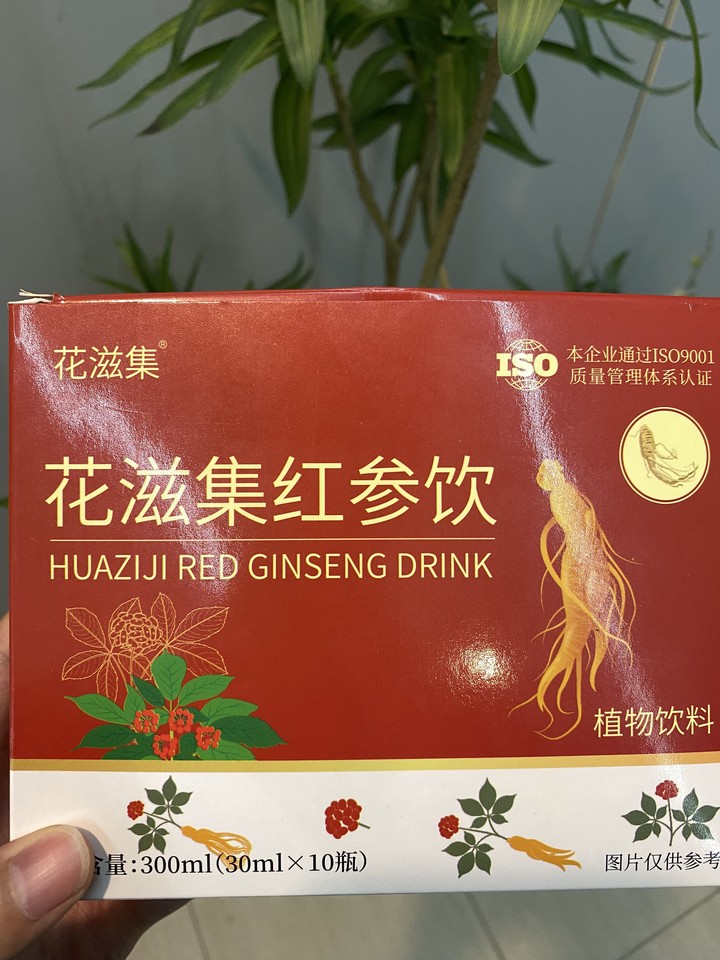 花滋集®
ISO
本企业通过ISO9001
质量管理体系认证
花滋集红参饮
HUAZIJI RED GINSENG DRINK
植物饮料
含量:300ml(30ml×10瓶)
图片仅供参考